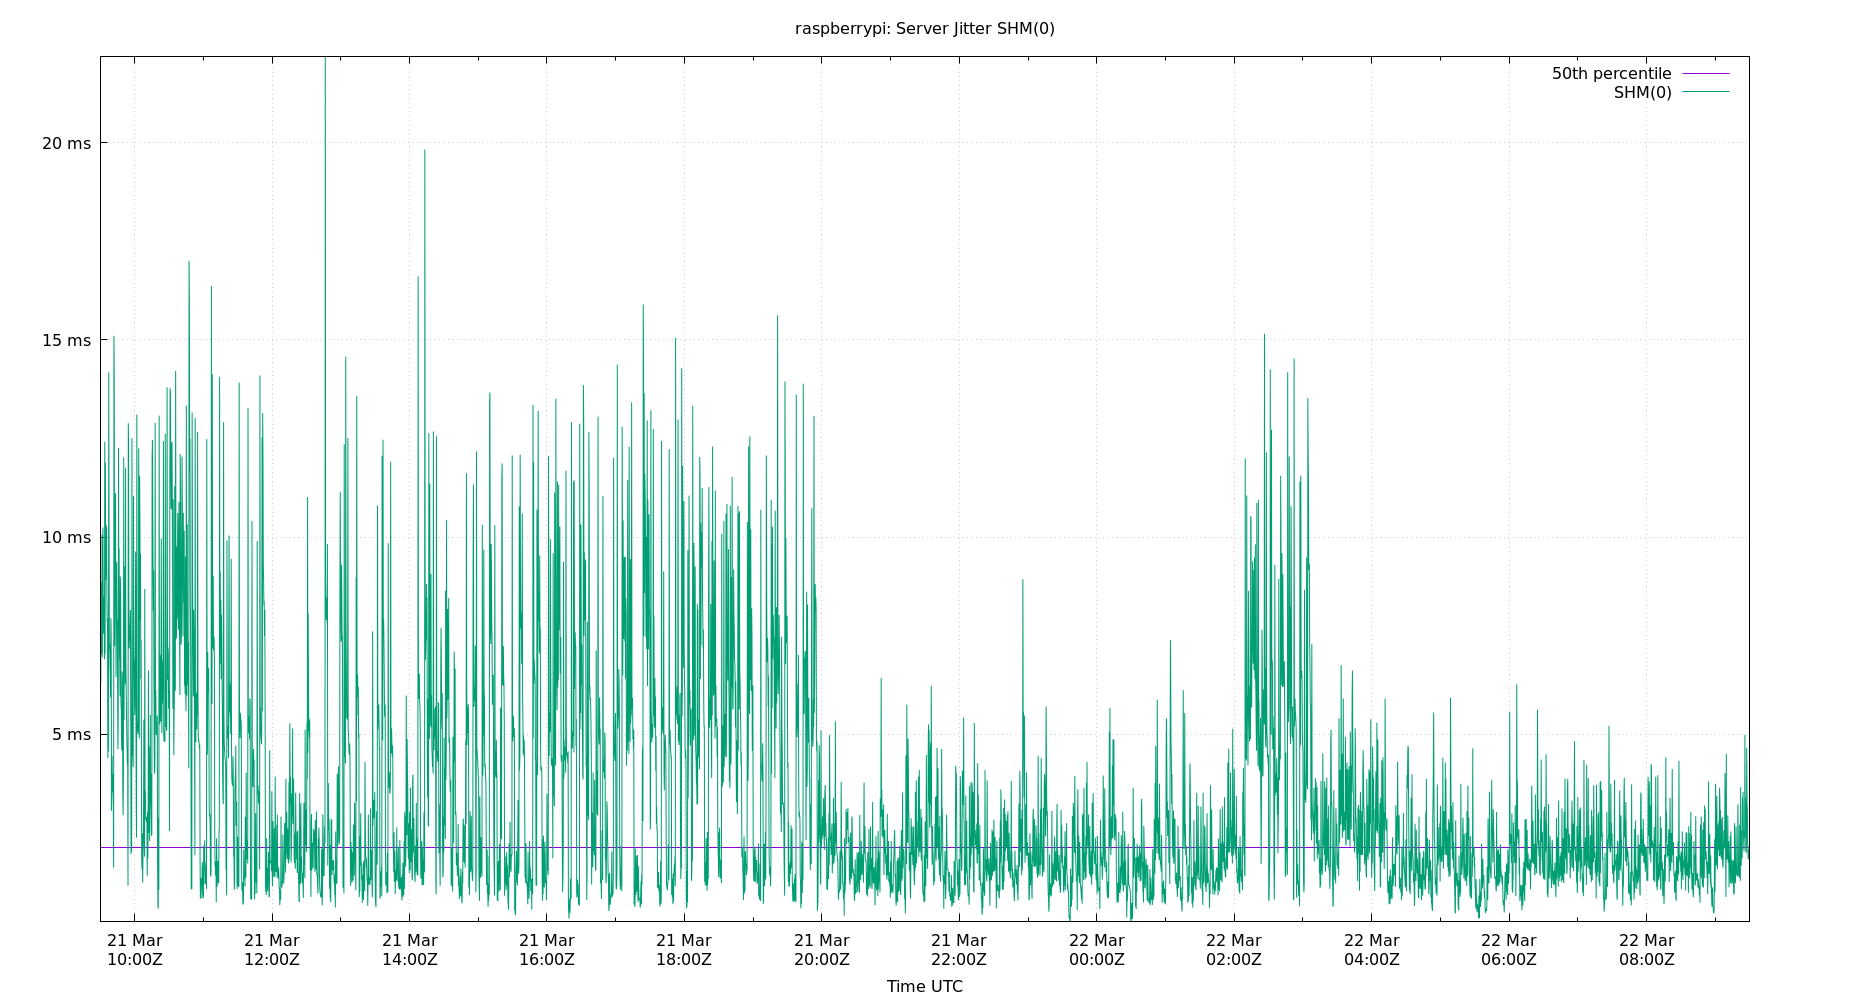 raspberrypi: Server Jitter SHM(0)
50th percentile
SHM(0)
20 ms
15 ms
10 ms
5 ms
21 Mar 21 Mar 21 Mar 21 Mar 21 Mar 21 Mar 21 Mar 22 Mar 22 Mar 22 Mar 22 Mar 22 Mar
10:00Z 12:00Z 14:00Z 16:00Z 18:00Z 20:00Z 22:00Z 00:00Z 02:00Z 04:00Z 06:00Z 08:00Z
Time UTC